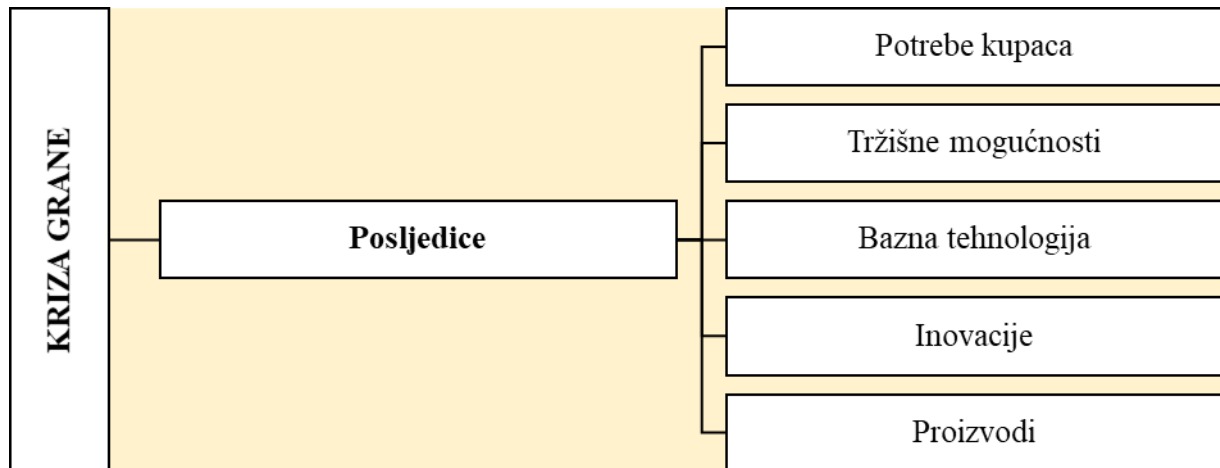 KRIZA GRANE
Posljedice
Potrebe kupaca
Tržišne mogućnosti
Bazna tehnologija
Inovacije
Proizvodi